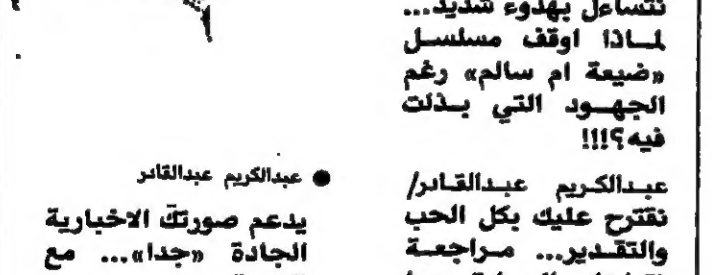 نتساءل بهدوء شديد...
لماذا اوقف مسلسل
«ضيعة ام سالم» رغم
الجهود التي بذلت
فيه؟!!!
عبدالكريم عبدالقادر/
نقترح عليك بكل الحب
والتقدير... مراجعة
● عبدالكريم عبدالقادر
يدعم صورتك الاخبارية
الجادة «جدا»... مع